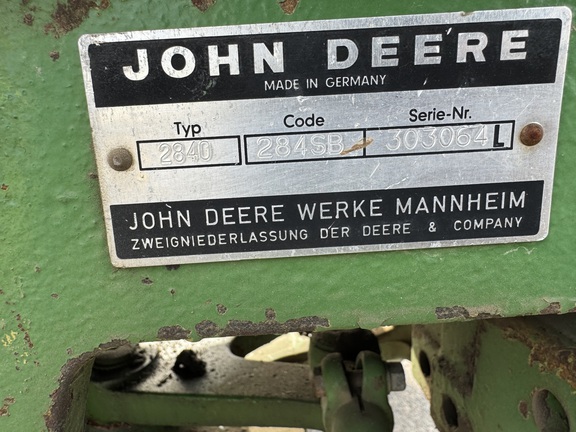 JOHN DEERE
MADE IN GERMANY
Typ Code Serie-Nr.
2840 284SB 303064 L
JOHN DEERE WERKE MANNHEIM
ZWEIGNIEDERLASSUNG DER DEERE & COMPANY